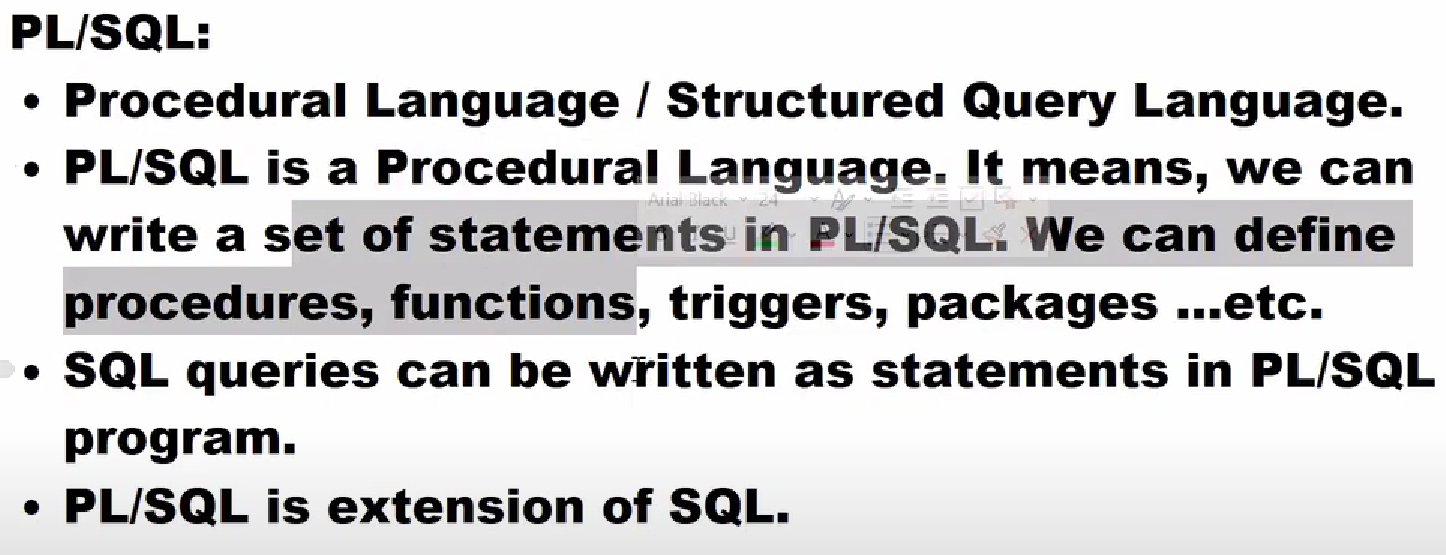 PL/SQL:
• Procedural Language / Structured Query Language.
• PL/SQL is a Procedural Language. It means, we can
write a set of statements in PL/SQL. We can define
procedures, functions, triggers, packages ...etc.
• SQL queries can be written as statements in PL/SQL
program.
• PL/SQL is extension of SQL.
Arial Black 24